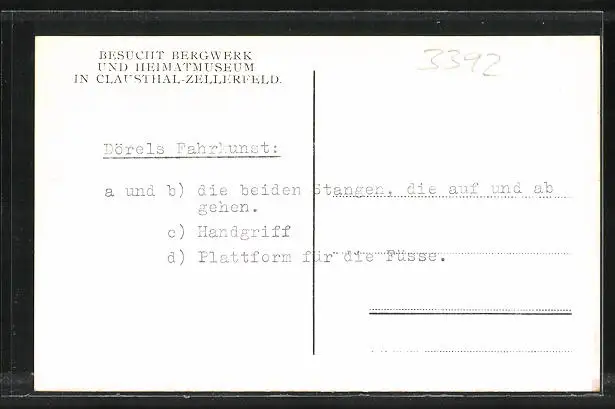 BESUCHT BERGWERK
UND HEIMATMUSEUM
IN CLAUSTHAL-ZELLERFELD.
3392
Dörels Fahrkunst:
a und b) die beiden Stangen, die auf und ab
gehen.
c) Handgriff
d) Plattform für die Füsse.